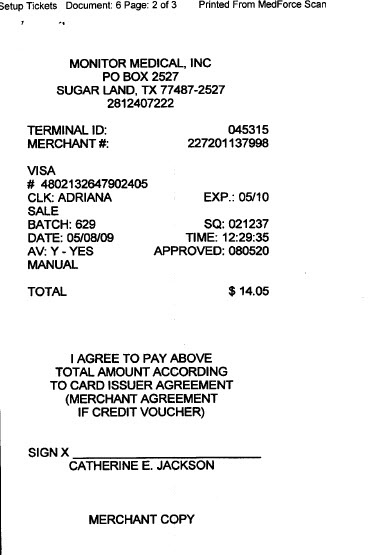 Setup Tickets Document: 6 Page: 2 of 3 Printed From MedForce Scan
MONITOR MEDICAL, INC
PO BOX 2527
SUGAR LAND, TX 77487-2527
2812407222
TERMINAL ID: 045315
MERCHANT #: 227201137998
VISA
# 4802132647902405
CLK: ADRIANA EXP.: 05/10
SALE
BATCH: 629 SQ: 021237
DATE: 05/08/09 TIME: 12:29:35
AV: Y - YES APPROVED: 080520
MANUAL
TOTAL $ 14.05
I AGREE TO PAY ABOVE
TOTAL AMOUNT ACCORDING
TO CARD ISSUER AGREEMENT
(MERCHANT AGREEMENT
IF CREDIT VOUCHER)
SIGN X
CATHERINE E. JACKSON
MERCHANT COPY